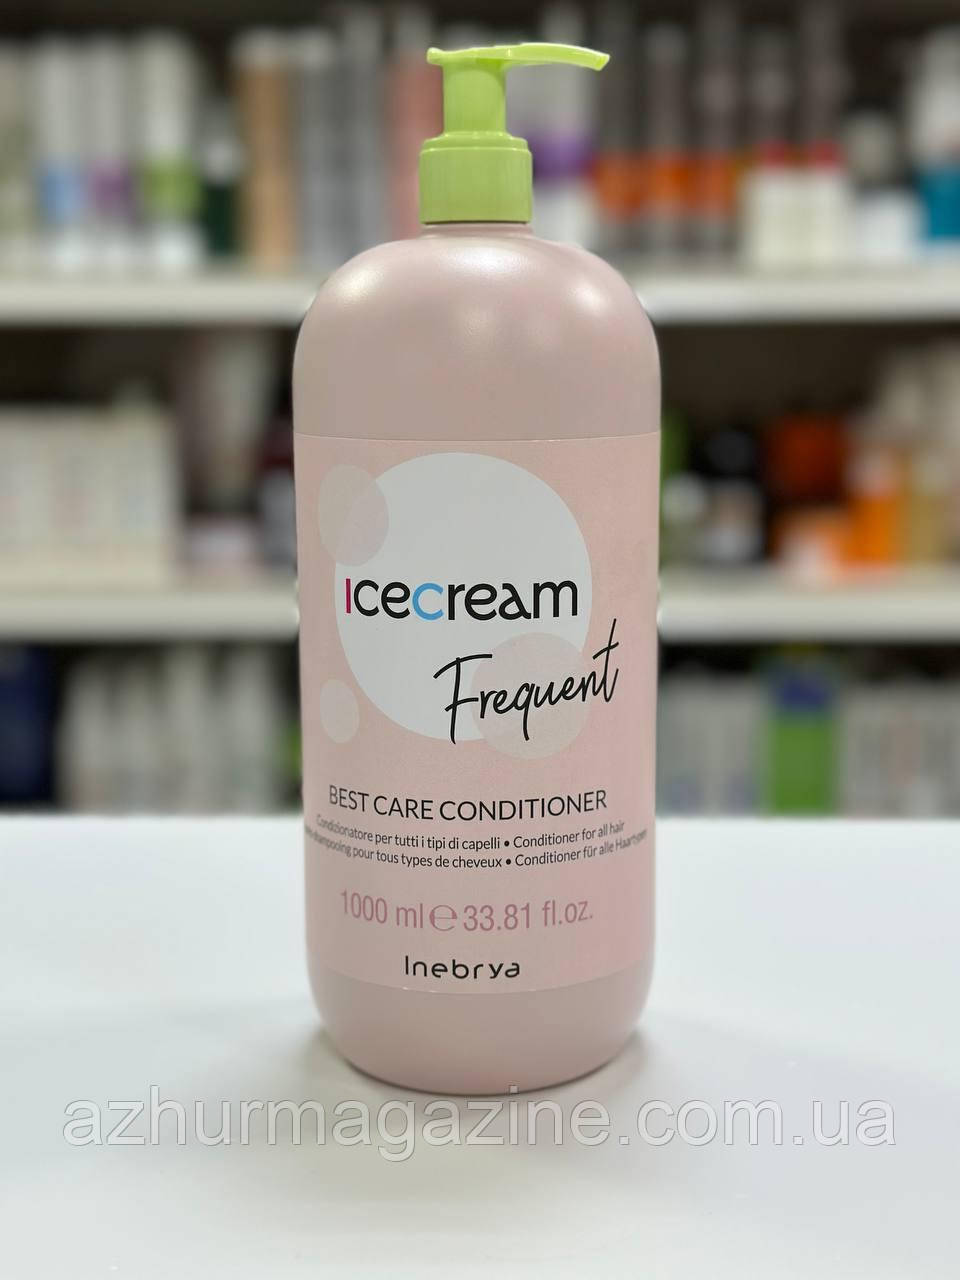 Icecream
Frequent
BEST CARE CONDITIONER
Condizionatore per tutti i tipi di capelli • Conditioner for all hair
shampooing pour tous types de cheveux • Conditioner für alle Haartypen
1000 ml ℮ 33.81 fl.oz.
Inebrya
azhurmagazine.com.ua